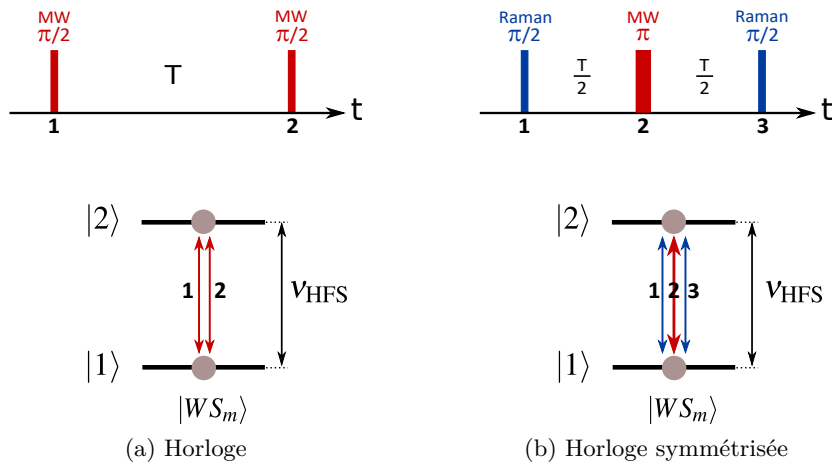 MW π/2
MW π/2
T
t
1
2
|2⟩
1 2
ν_HFS
|1⟩
|WS_m⟩
(a) Horloge
Raman π/2
MW π
Raman π/2
T/2
T/2
t
1
2
3
|2⟩
1 2 3
ν_HFS
|1⟩
|WS_m⟩
(b) Horloge symmétrisée